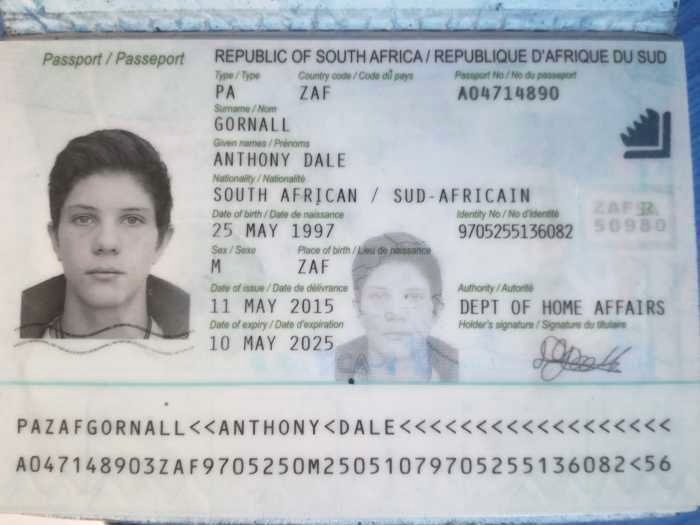 Passport / Passeport
REPUBLIC OF SOUTH AFRICA / REPUBLIQUE D'AFRIQUE DU SUD
Type / Type Country code / Code du pays Passport No / No du passeport
PA ZAF A04714890
Surname / Nom
GORNALL
Given names / Prénoms
ANTHONY DALE
Nationality / Nationalité
SOUTH AFRICAN / SUD-AFRICAIN
Date of birth / Date de naissance Identity No / No d'identité
25 MAY 1997 9705255136082
ZAF
50980
Sex / Sexe Place of birth / Lieu de naissance
M ZAF
Date of issue / Date de délivrance Authority / Autorité
11 MAY 2015 DEPT OF HOME AFFAIRS
Date of expiry / Date d'expiration Holder's signature / Signature du titulaire
10 MAY 2025
PAZAFGORNALL<<ANTHONY<DALE<<<<<<<<<<<<<<<<<<
A047148903ZAF9705250M25051079705255136082<56